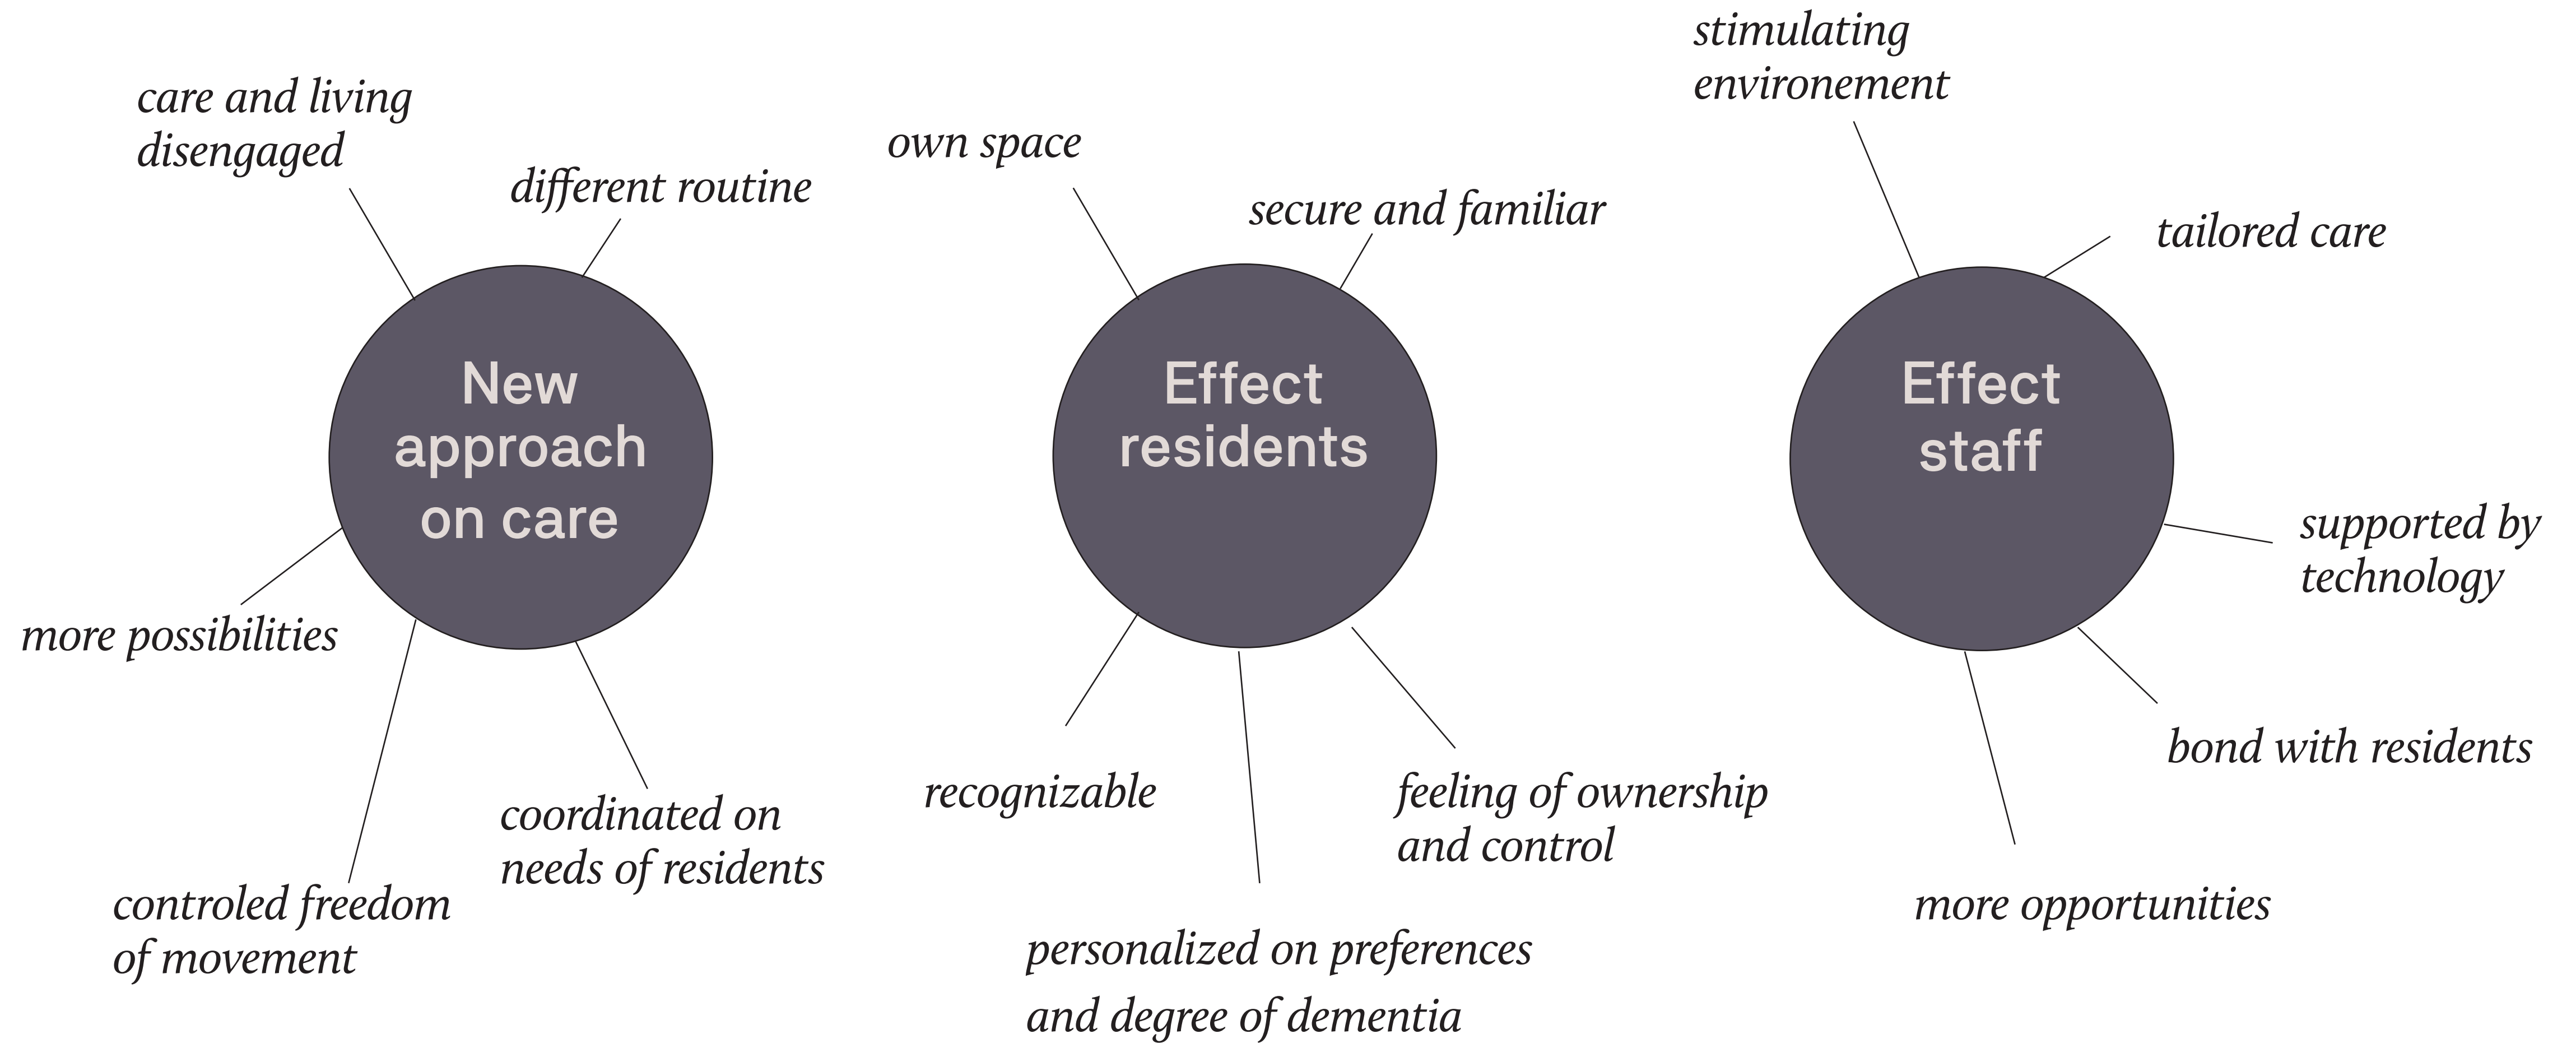 care and living
disengaged
different routine
New
approach
on care
more possibilities
controled freedom
of movement
coordinated on
needs of residents
own space
secure and familiar
Effect
residents
recognizable
personalized on preferences
and degree of dementia
feeling of ownership
and control
stimulating
environement
tailored care
Effect
staff
supported by
technology
bond with residents
more opportunities